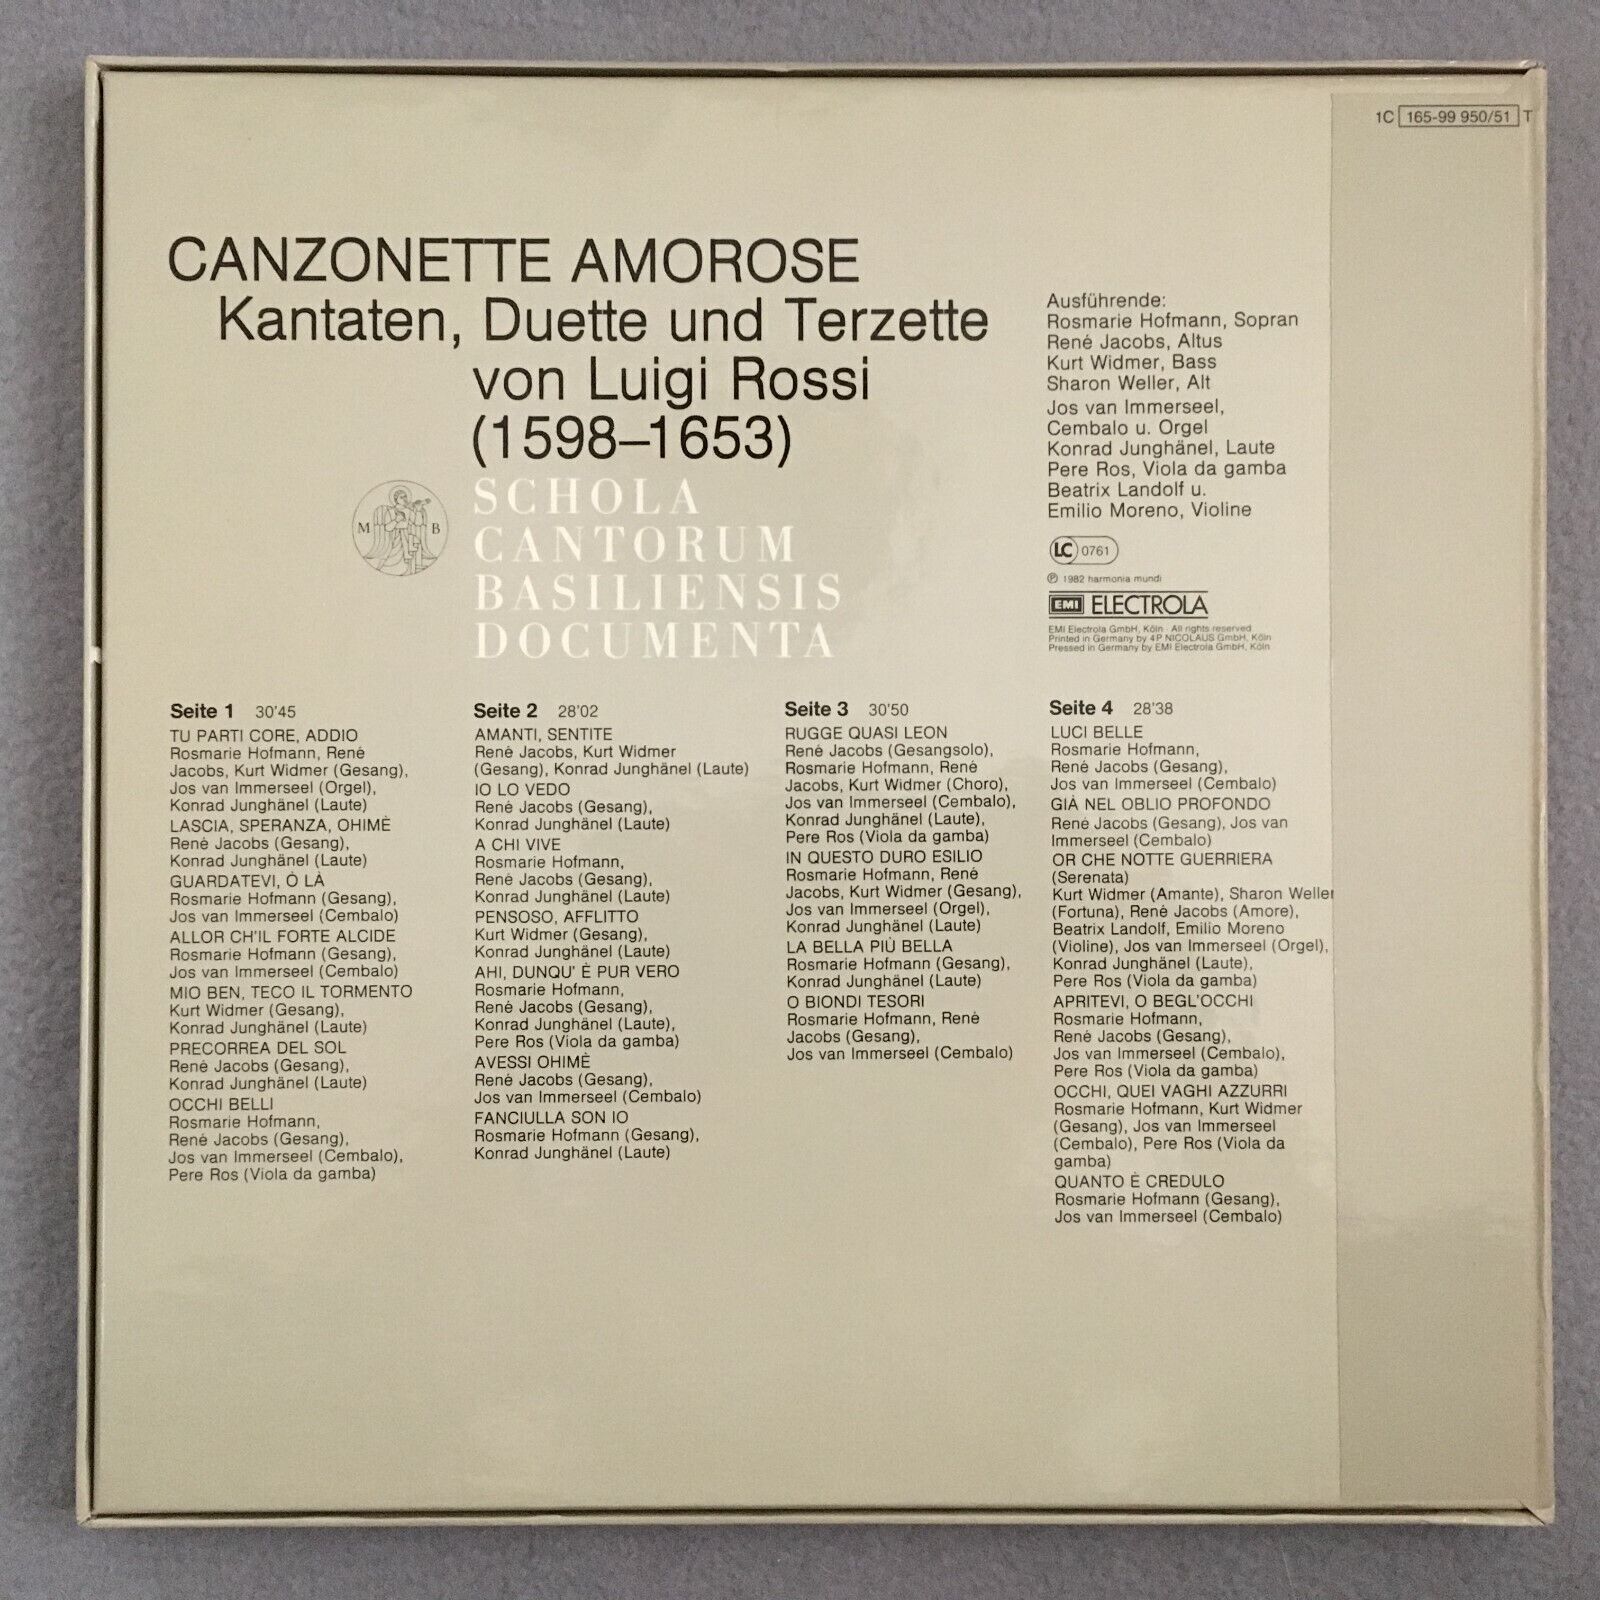 1C 165-99 950/51 T
CANZONETTE AMOROSE
Kantaten, Duette und Terzette
von Luigi Rossi
(1598–1653)
M B
SCHOLA
CANTORUM
BASILIENSIS
DOCUMENTA
Ausführende:
Rosmarie Hofmann, Sopran
René Jacobs, Altus
Kurt Widmer, Bass
Sharon Weller, Alt
Jos van Immerseel,
Cembalo u. Orgel
Konrad Junghänel, Laute
Pere Ros, Viola da gamba
Beatrix Landolf u.
Emilio Moreno, Violine
LC 0761
℗ 1982 harmonia mundi
EMI ELECTROLA
EMI Electrola GmbH, Köln · All rights reserved
Printed in Germany by 4P NICOLAUS GmbH, Köln
Pressed in Germany by EMI Electrola GmbH, Köln
Seite 1 30'45
TU PARTI CORE, ADDIO
Rosmarie Hofmann, René
Jacobs, Kurt Widmer (Gesang),
Jos van Immerseel (Orgel),
Konrad Junghänel (Laute)
LASCIA, SPERANZA, OHIMÈ
René Jacobs (Gesang),
Konrad Junghänel (Laute)
GUARDATEVI, Ò LÀ
Rosmarie Hofmann (Gesang),
Jos van Immerseel (Cembalo)
ALLOR CH'IL FORTE ALCIDE
Rosmarie Hofmann (Gesang),
Jos van Immerseel (Cembalo)
MIO BEN, TECO IL TORMENTO
Kurt Widmer (Gesang),
Konrad Junghänel (Laute)
PRECORREA DEL SOL
René Jacobs (Gesang),
Konrad Junghänel (Laute)
OCCHI BELLI
Rosmarie Hofmann,
René Jacobs (Gesang),
Jos van Immerseel (Cembalo),
Pere Ros (Viola da gamba)
Seite 2 28'02
AMANTI, SENTITE
René Jacobs, Kurt Widmer
(Gesang), Konrad Junghänel (Laute)
IO LO VEDO
René Jacobs (Gesang),
Konrad Junghänel (Laute)
A CHI VIVE
Rosmarie Hofmann,
René Jacobs (Gesang),
Konrad Junghänel (Laute)
PENSOSO, AFFLITTO
Kurt Widmer (Gesang),
Konrad Junghänel (Laute)
AHI, DUNQU' È PUR VERO
Rosmarie Hofmann,
René Jacobs (Gesang),
Konrad Junghänel (Laute),
Pere Ros (Viola da gamba)
AVESSI OHIMÈ
René Jacobs (Gesang),
Jos van Immerseel (Cembalo)
FANCIULLA SON IO
Rosmarie Hofmann (Gesang),
Konrad Junghänel (Laute)
Seite 3 30'50
RUGGE QUASI LEON
René Jacobs (Gesangsolo),
Rosmarie Hofmann, René
Jacobs, Kurt Widmer (Choro),
Jos van Immerseel (Cembalo),
Konrad Junghänel (Laute),
Pere Ros (Viola da gamba)
IN QUESTO DURO ESILIO
Rosmarie Hofmann, René
Jacobs, Kurt Widmer (Gesang),
Jos van Immerseel (Orgel),
Konrad Junghänel (Laute)
LA BELLA PIÙ BELLA
Rosmarie Hofmann (Gesang),
Konrad Junghänel (Laute)
O BIONDI TESORI
Rosmarie Hofmann, René
Jacobs (Gesang),
Jos van Immerseel (Cembalo)
Seite 4 28'38
LUCI BELLE
Rosmarie Hofmann,
René Jacobs (Gesang),
Jos van Immerseel (Cembalo)
GIÀ NEL OBLIO PROFONDO
René Jacobs (Gesang), Jos van
Immerseel (Cembalo)
OR CHE NOTTE GUERRIERA
(Serenata)
Kurt Widmer (Amante), Sharon Weller
(Fortuna), René Jacobs (Amore),
Beatrix Landolf, Emilio Moreno
(Violine), Jos van Immerseel (Orgel),
Konrad Junghänel (Laute),
Pere Ros (Viola da gamba)
APRITEVI, O BEGL'OCCHI
Rosmarie Hofmann,
René Jacobs (Gesang),
Jos van Immerseel (Cembalo),
Pere Ros (Viola da gamba)
OCCHI, QUEI VAGHI AZZURRI
Rosmarie Hofmann, Kurt Widmer
(Gesang), Jos van Immerseel
(Cembalo), Pere Ros (Viola da
gamba)
QUANTO È CREDULO
Rosmarie Hofmann (Gesang),
Jos van Immerseel (Cembalo)